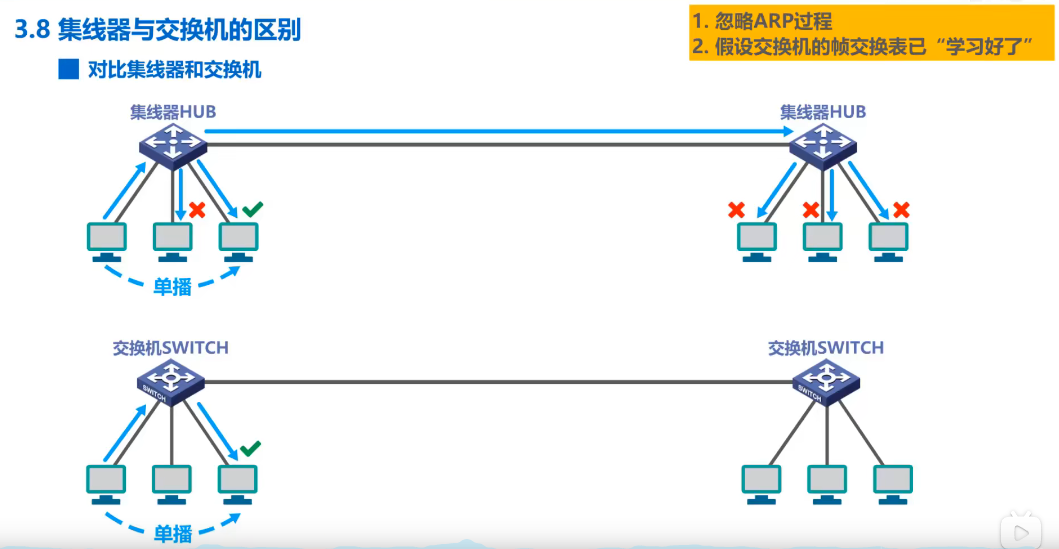 3.8 集线器与交换机的区别
1. 忽略ARP过程
2. 假设交换机的帧交换表已“学习好了”
对比集线器和交换机
集线器HUB
集线器HUB
单播
交换机SWITCH
交换机SWITCH
SWITCH
SWITCH
单播